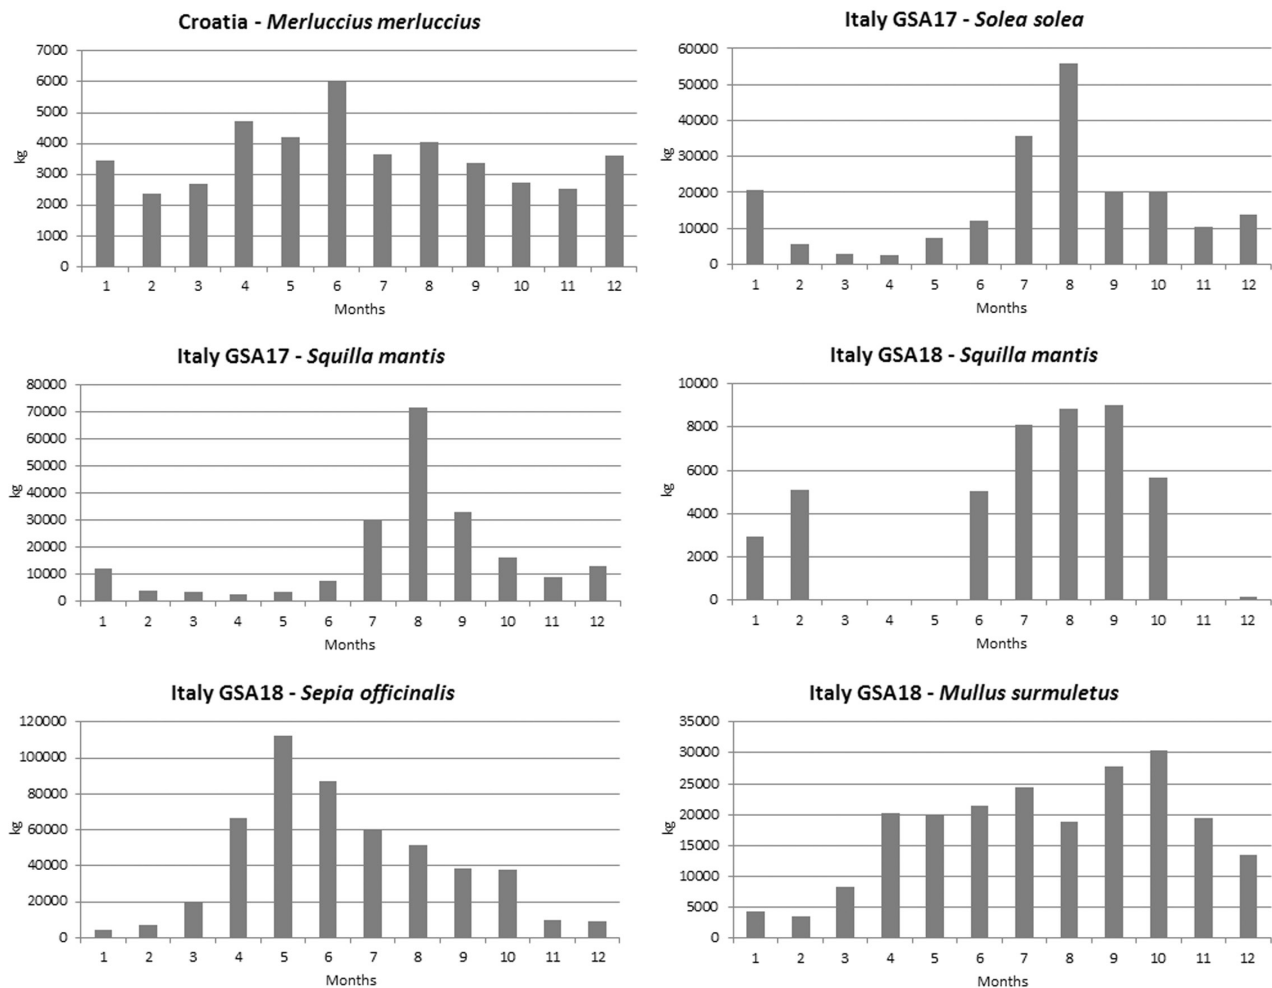 Croatia - Merluccius merluccius
7000
6000
5000
4000
3000
2000
1000
0
kg
1 2 3 4 5 6 7 8 9 10 11 12
Months
Italy GSA17 - Solea solea
60000
50000
40000
30000
20000
10000
0
kg
1 2 3 4 5 6 7 8 9 10 11 12
Months
Italy GSA17 - Squilla mantis
80000
70000
60000
50000
40000
30000
20000
10000
0
kg
1 2 3 4 5 6 7 8 9 10 11 12
Months
Italy GSA18 - Squilla mantis
10000
8000
6000
4000
2000
0
kg
1 2 3 4 5 6 7 8 9 10 11 12
Months
Italy GSA18 - Sepia officinalis
120000
100000
80000
60000
40000
20000
0
kg
1 2 3 4 5 6 7 8 9 10 11 12
Months
Italy GSA18 - Mullus surmuletus
35000
30000
25000
20000
15000
10000
5000
0
kg
1 2 3 4 5 6 7 8 9 10 11 12
Months